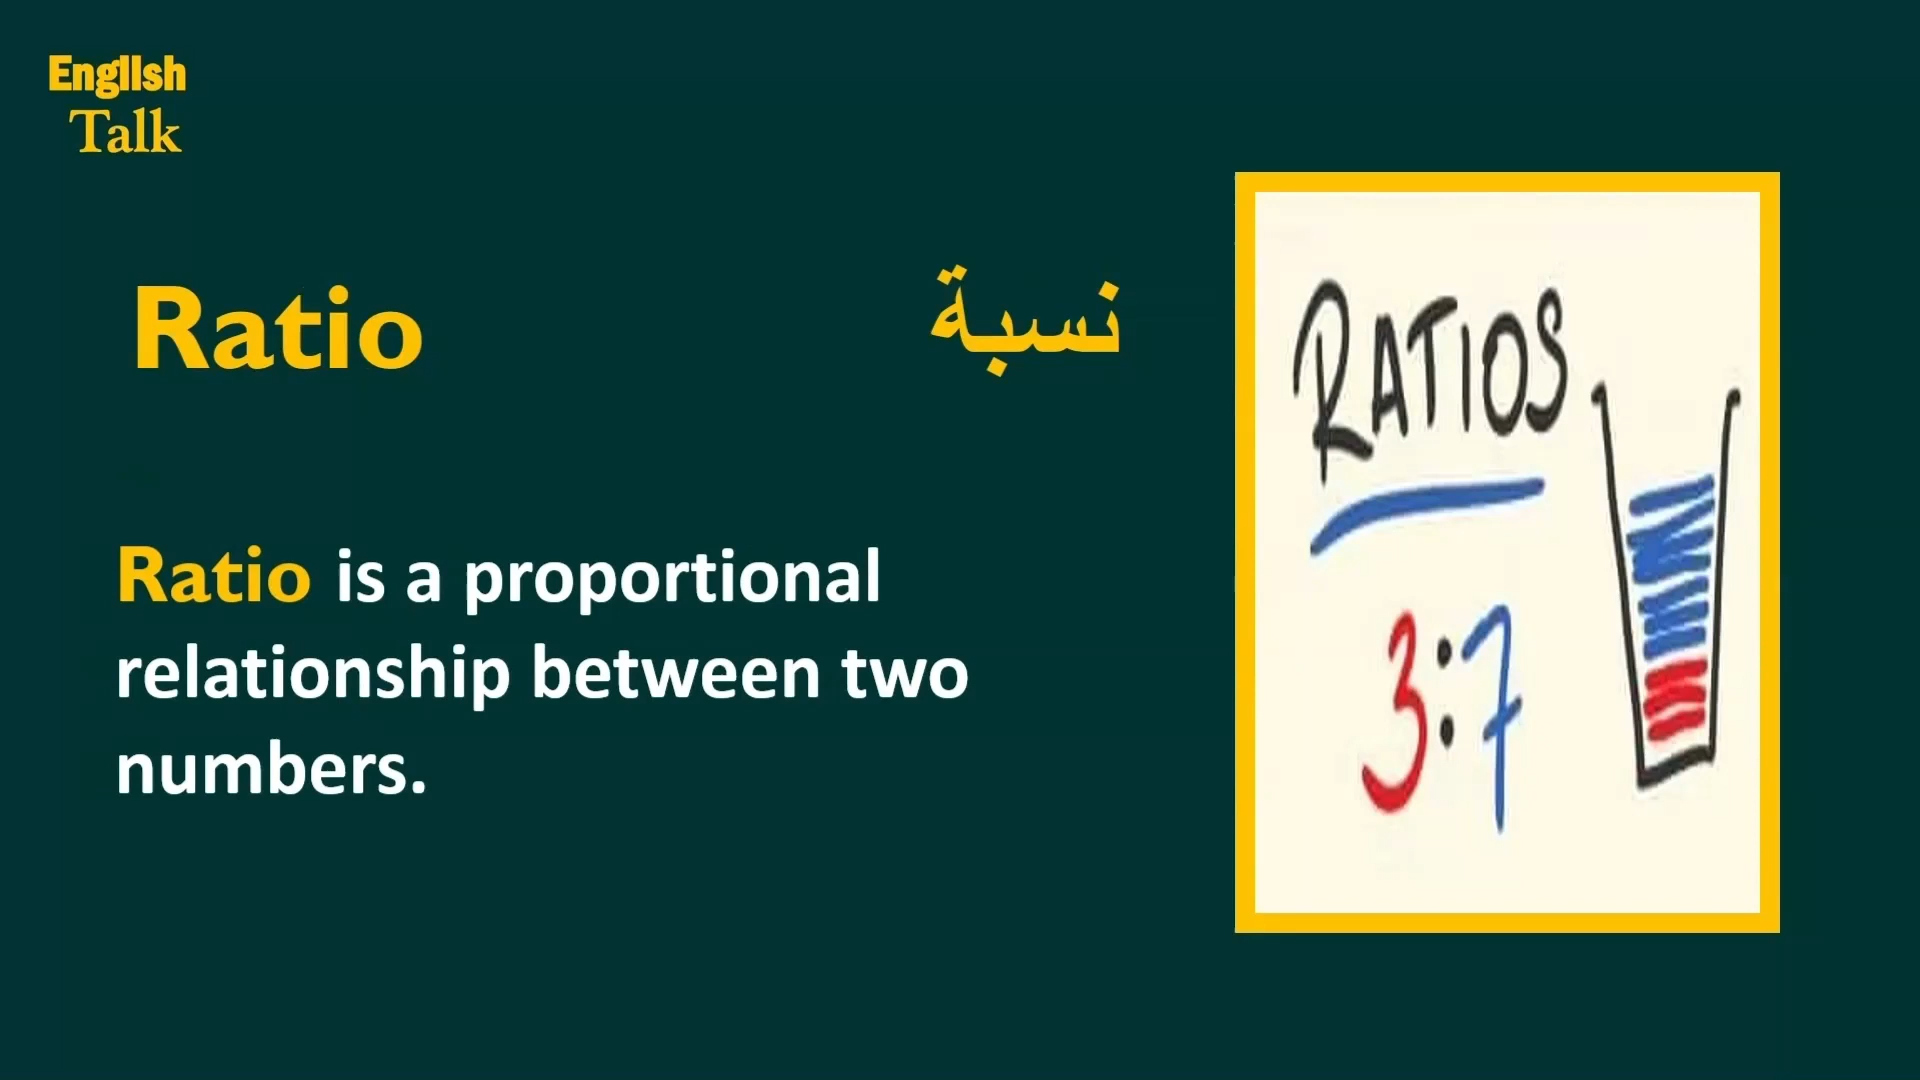 English
Talk
Ratio
نسبة
Ratio is a proportional
relationship between two
numbers.
RATIOS
3:7